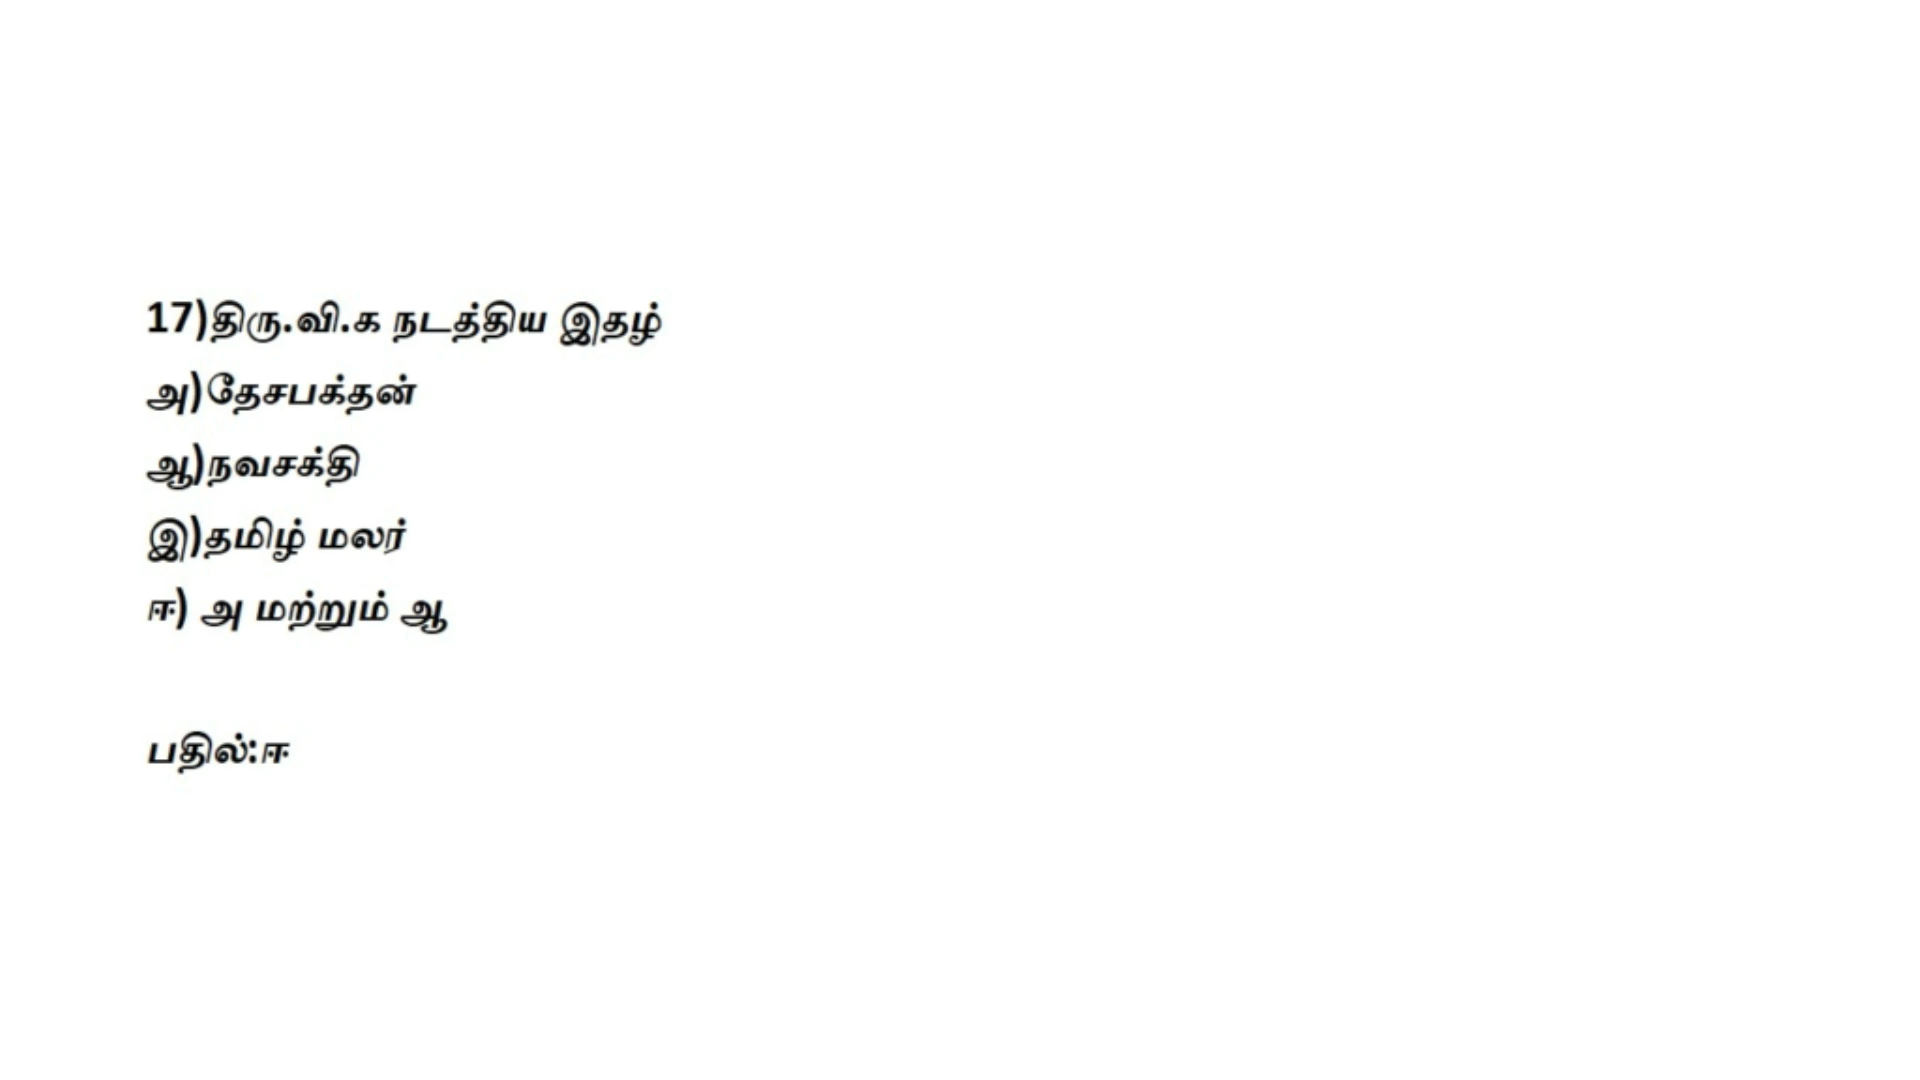 17)திரு.வி.க நடத்திய இதழ்
அ)தேசபக்தன்
ஆ)நவசக்தி
இ)தமிழ் மலர்
ஈ) அ மற்றும் ஆ
பதில்:ஈ